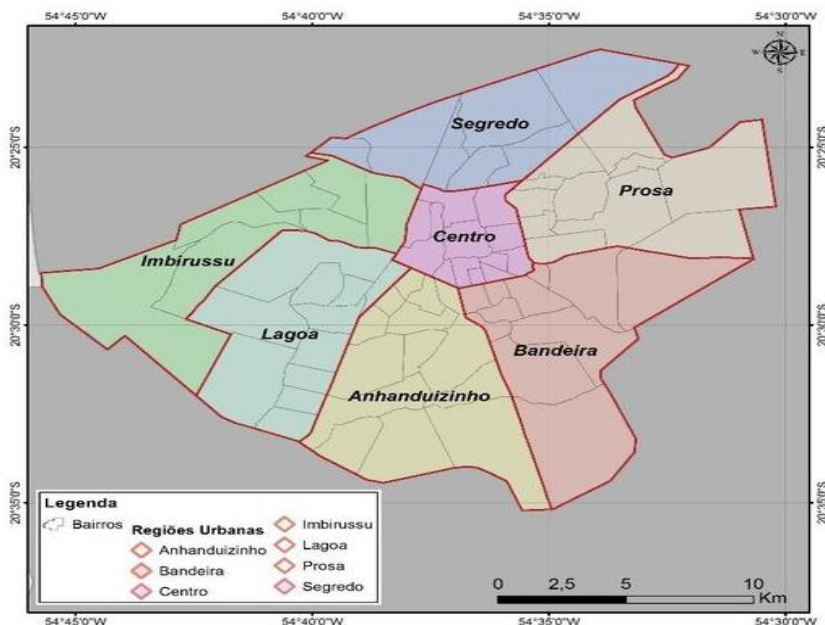 54°45'0"W 54°40'0"W 54°35'0"W 54°30'0"W
N
W E
S
20°25'0"S 20°25'0"S
Segredo
Prosa
Centro
Imbirussu
20°30'0"S 20°30'0"S
Lagoa
Bandeira
Anhanduizinho
20°35'0"S 20°35'0"S
Legenda
Bairros
Regiões Urbanas
Anhanduizinho
Bandeira
Centro
Imbirussu
Lagoa
Prosa
Segredo
0 2,5 5 10
Km
54°45'0"W 54°40'0"W 54°35'0"W 54°30'0"W